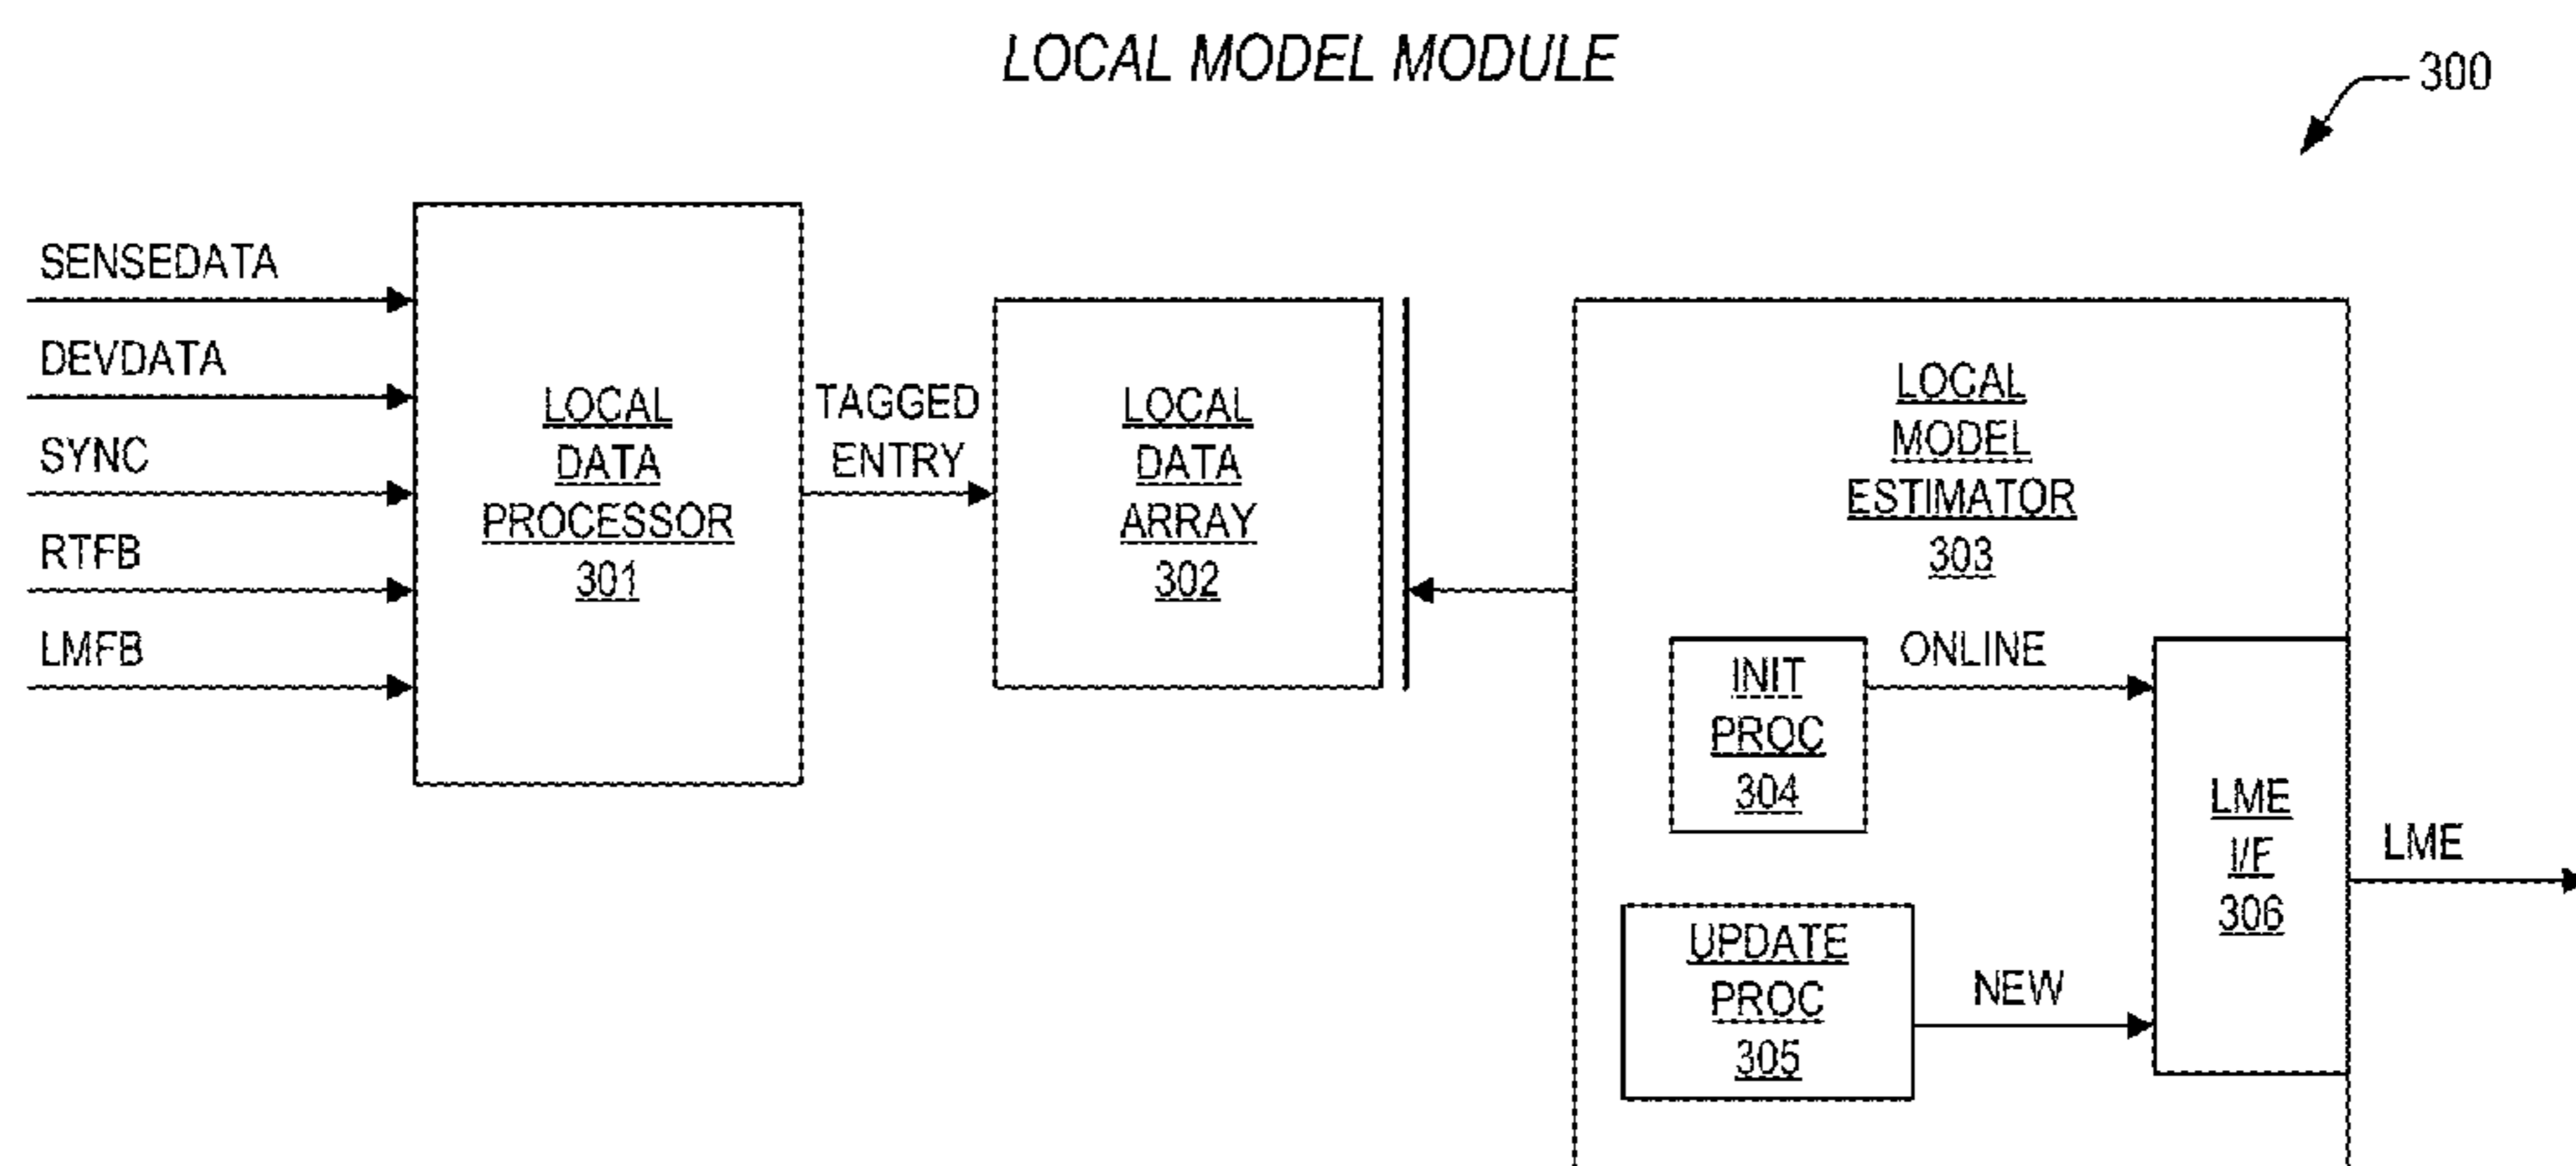 LOCAL MODEL MODULE
300
SENSEDATA
DEVDATA
SYNC
RTFB
LMFB
LOCAL
DATA
PROCESSOR
301
TAGGED
ENTRY
LOCAL
DATA
ARRAY
302
LOCAL
MODEL
ESTIMATOR
303
INIT
PROC
304
ONLINE
UPDATE
PROC
305
NEW
LME
I/F
306
LME